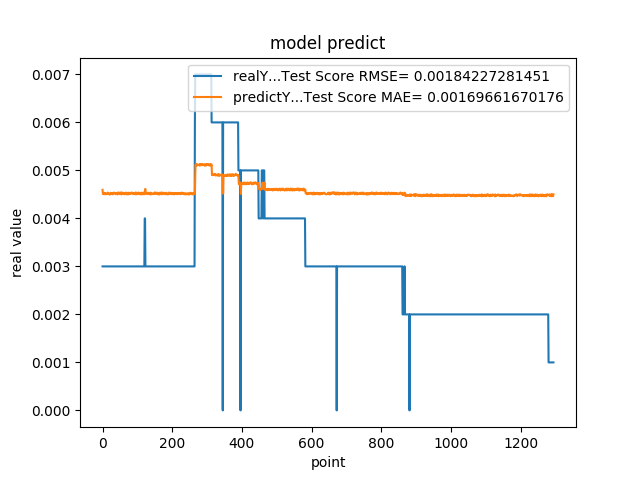 model predict
realY...Test Score RMSE= 0.00184227281451
predictY...Test Score MAE= 0.00169661670176
0.007
0.006
0.005
0.004
0.003
0.002
0.001
0.000
real value
0 200 400 600 800 1000 1200
point